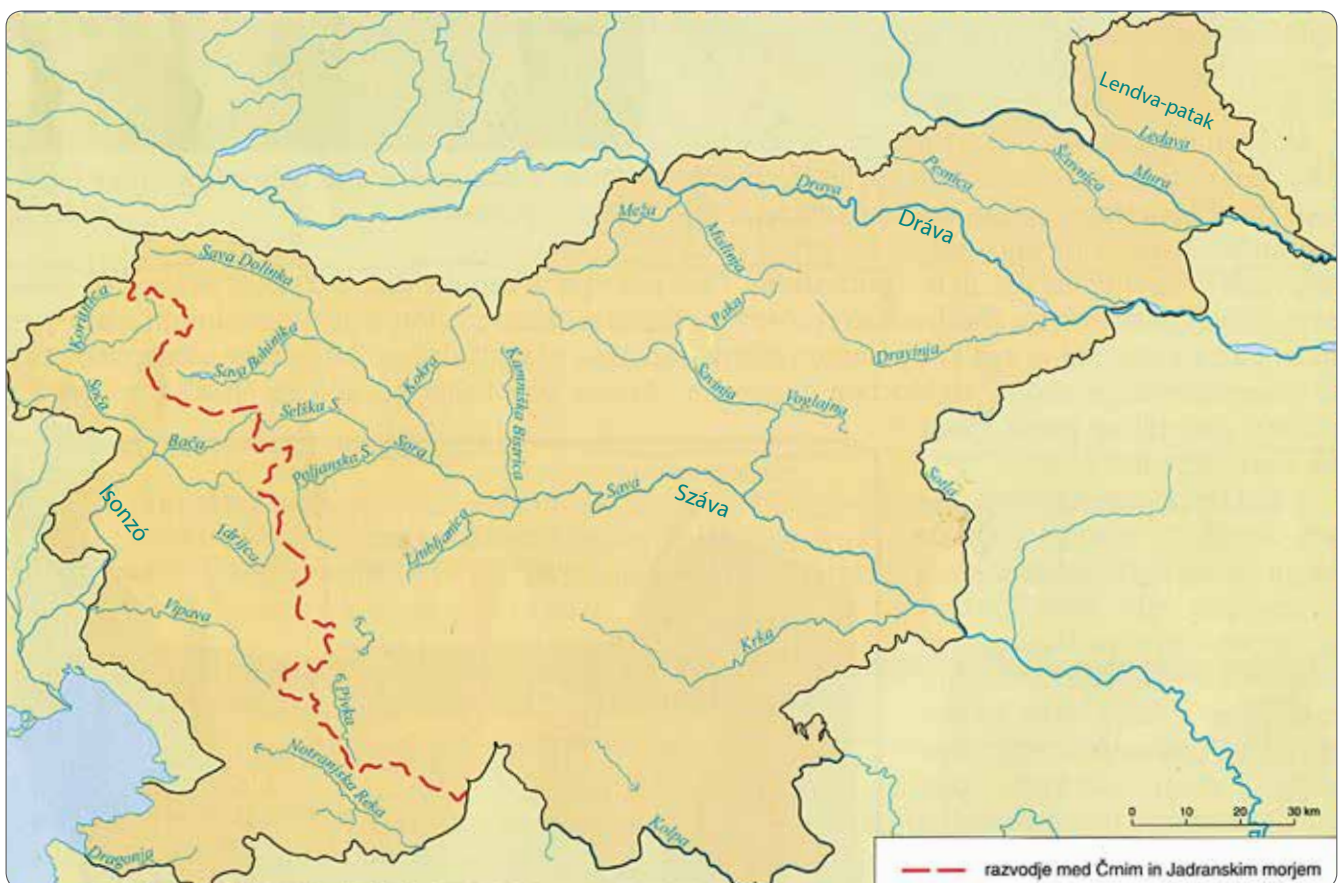 Lendva-patak
Ledava
Ščavnica
Mura
Pesnica
Drava
Dráva
Meža
Mislinja
Sava Dolinka
Koritnica
Paka
Sava Bohinjka
Kokra
Kamniška Bistrica
Dravinja
Soča
Savinja
Voglajna
Selška S.
Bača
Sora
Poljanska S.
Sotla
Sava
Száva
Isonzó
Idrijca
Ljubljanica
Vipava
Krka
Pivka
Notranjska Reka
Kolpa
Dragonja
0 10 20 30 km
razvodje med Črnim in Jadranskim morjem